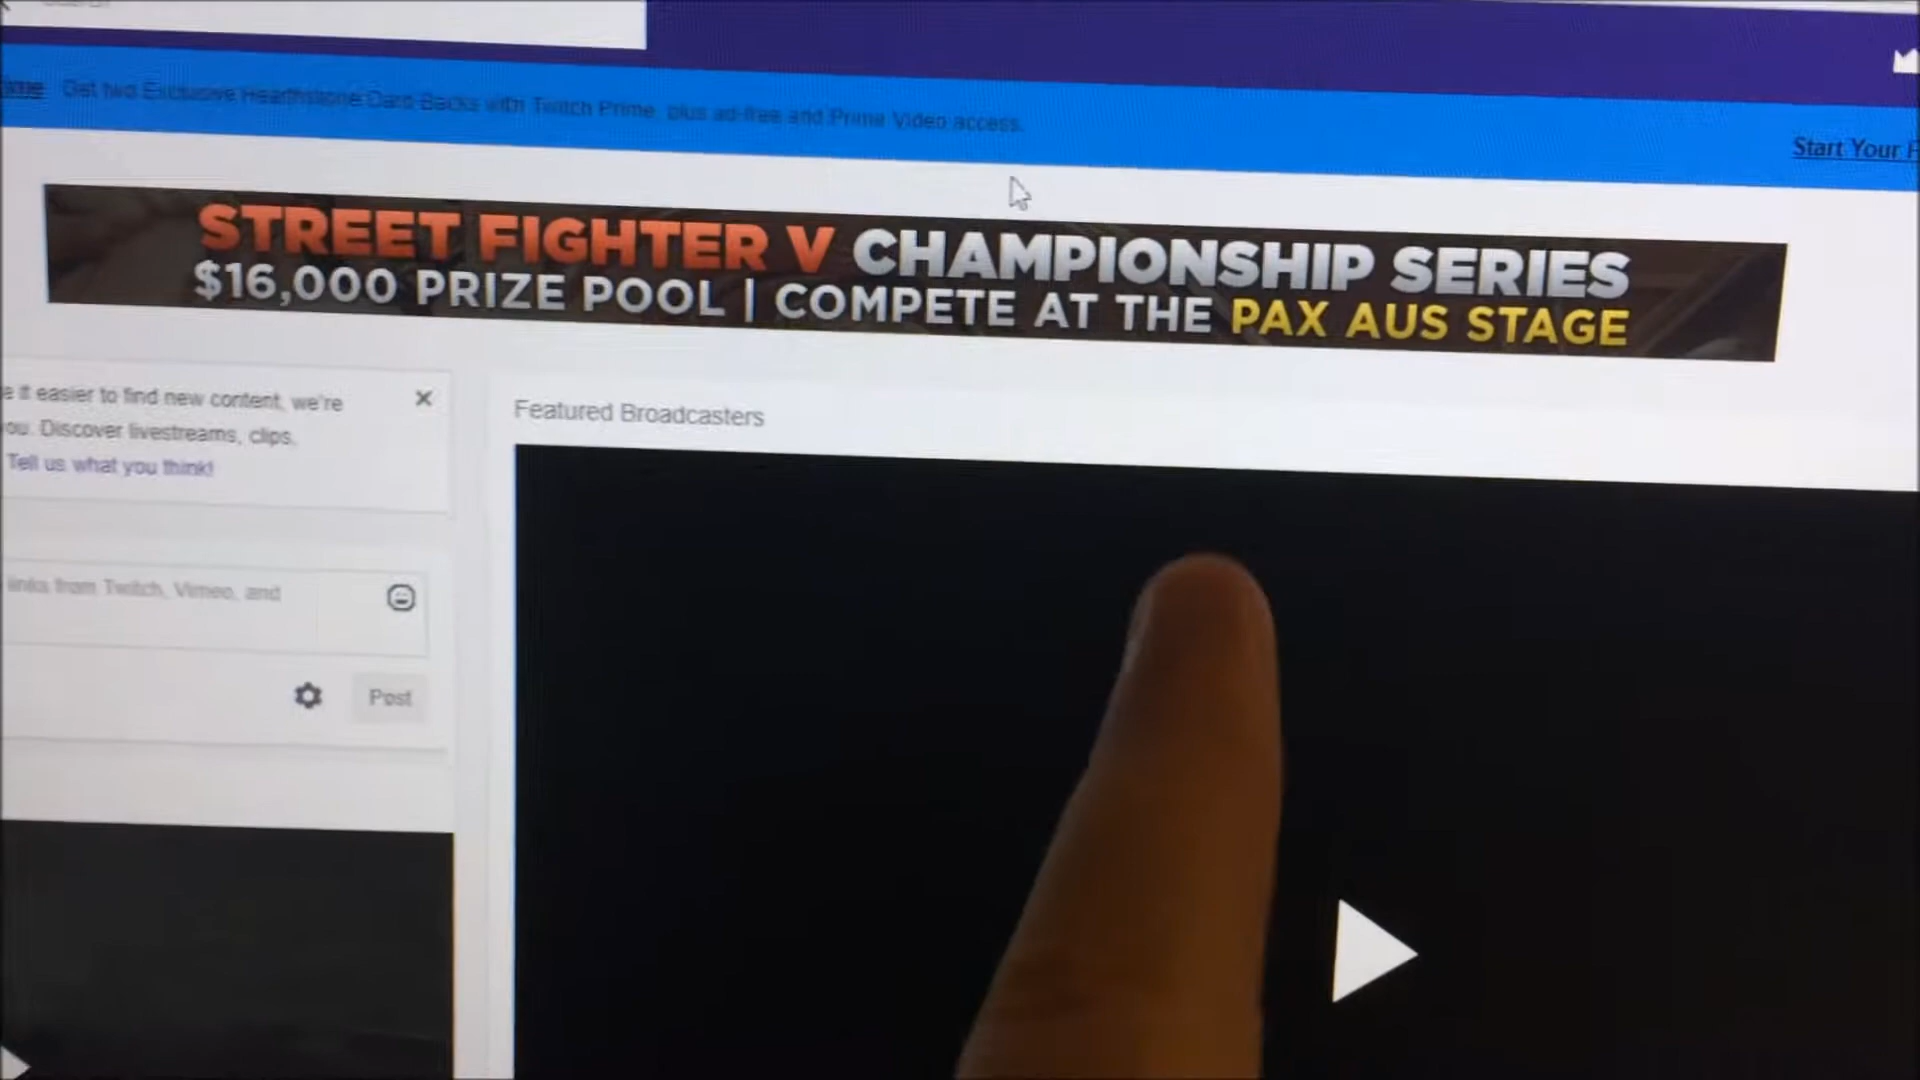 Get two Exclusive Hearthstone Card Backs with Twitch Prime, plus ad-free and Prime Video access.
Start Your
STREET FIGHTER V CHAMPIONSHIP SERIES
$16,000 PRIZE POOL | COMPETE AT THE PAX AUS STAGE
e it easier to find new content, we're
ou. Discover livestreams, clips,
Tell us what you think!
Featured Broadcasters
links from Twitch, Vimeo, and
Post